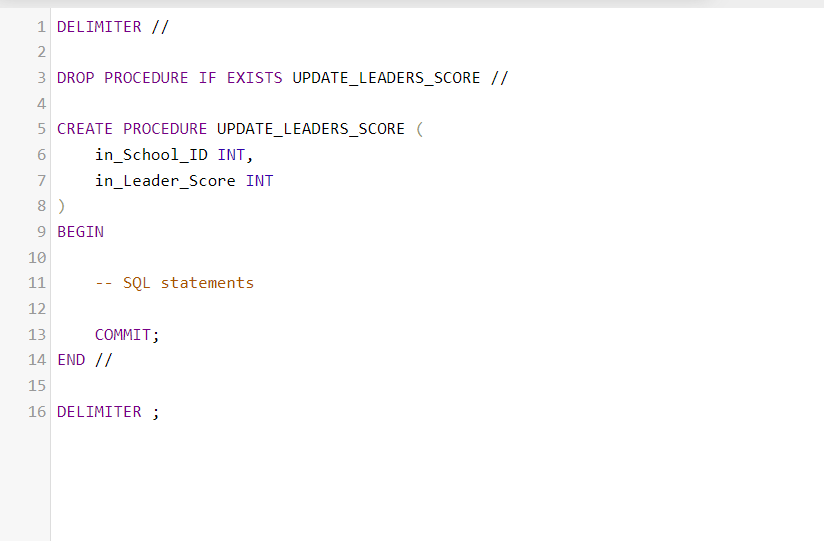 1 DELIMITER //
2
3 DROP PROCEDURE IF EXISTS UPDATE_LEADERS_SCORE //
4
5 CREATE PROCEDURE UPDATE_LEADERS_SCORE (
6     in_School_ID INT,
7     in_Leader_Score INT
8 )
9 BEGIN
10
11     -- SQL statements
12
13     COMMIT;
14 END //
15
16 DELIMITER ;